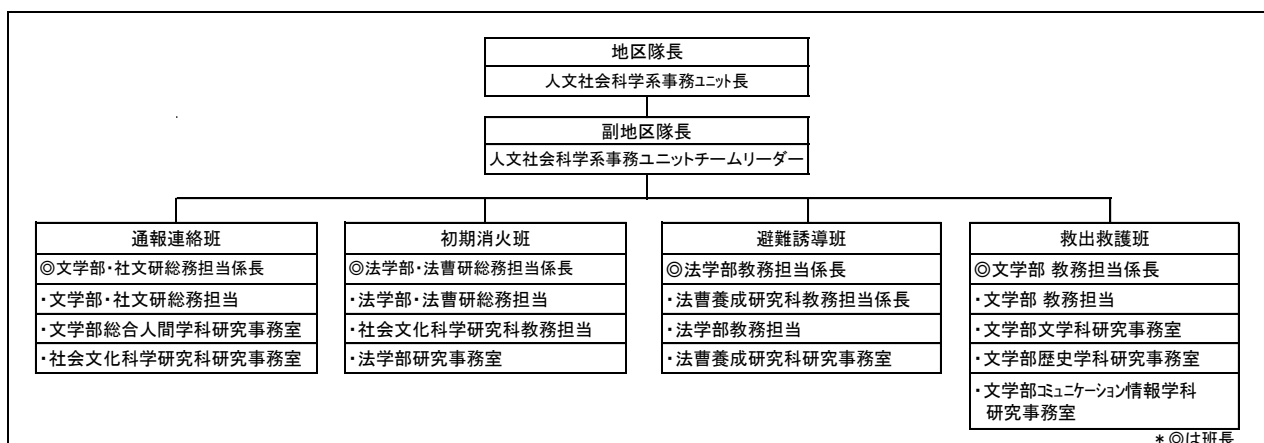 地区隊長
人文社会科学系事務ユニット長
副地区隊長
人文社会科学系事務ユニットチームリーダー
通報連絡班
◎文学部・社文研総務担当係長
・文学部・社文研総務担当
・文学部総合人間学科研究事務室
・社会文化科学研究科研究事務室
初期消火班
◎法学部・法曹研総務担当係長
・法学部・法曹研総務担当
・社会文化科学研究科教務担当
・法学部研究事務室
避難誘導班
◎法学部教務担当係長
・法曹養成研究科教務担当係長
・法学部教務担当
・法曹養成研究科研究事務室
救出救護班
◎文学部 教務担当係長
・文学部 教務担当
・文学部文学科研究事務室
・文学部歴史学科研究事務室
・文学部コミュニケーション情報学科
研究事務室
* ◎は班長